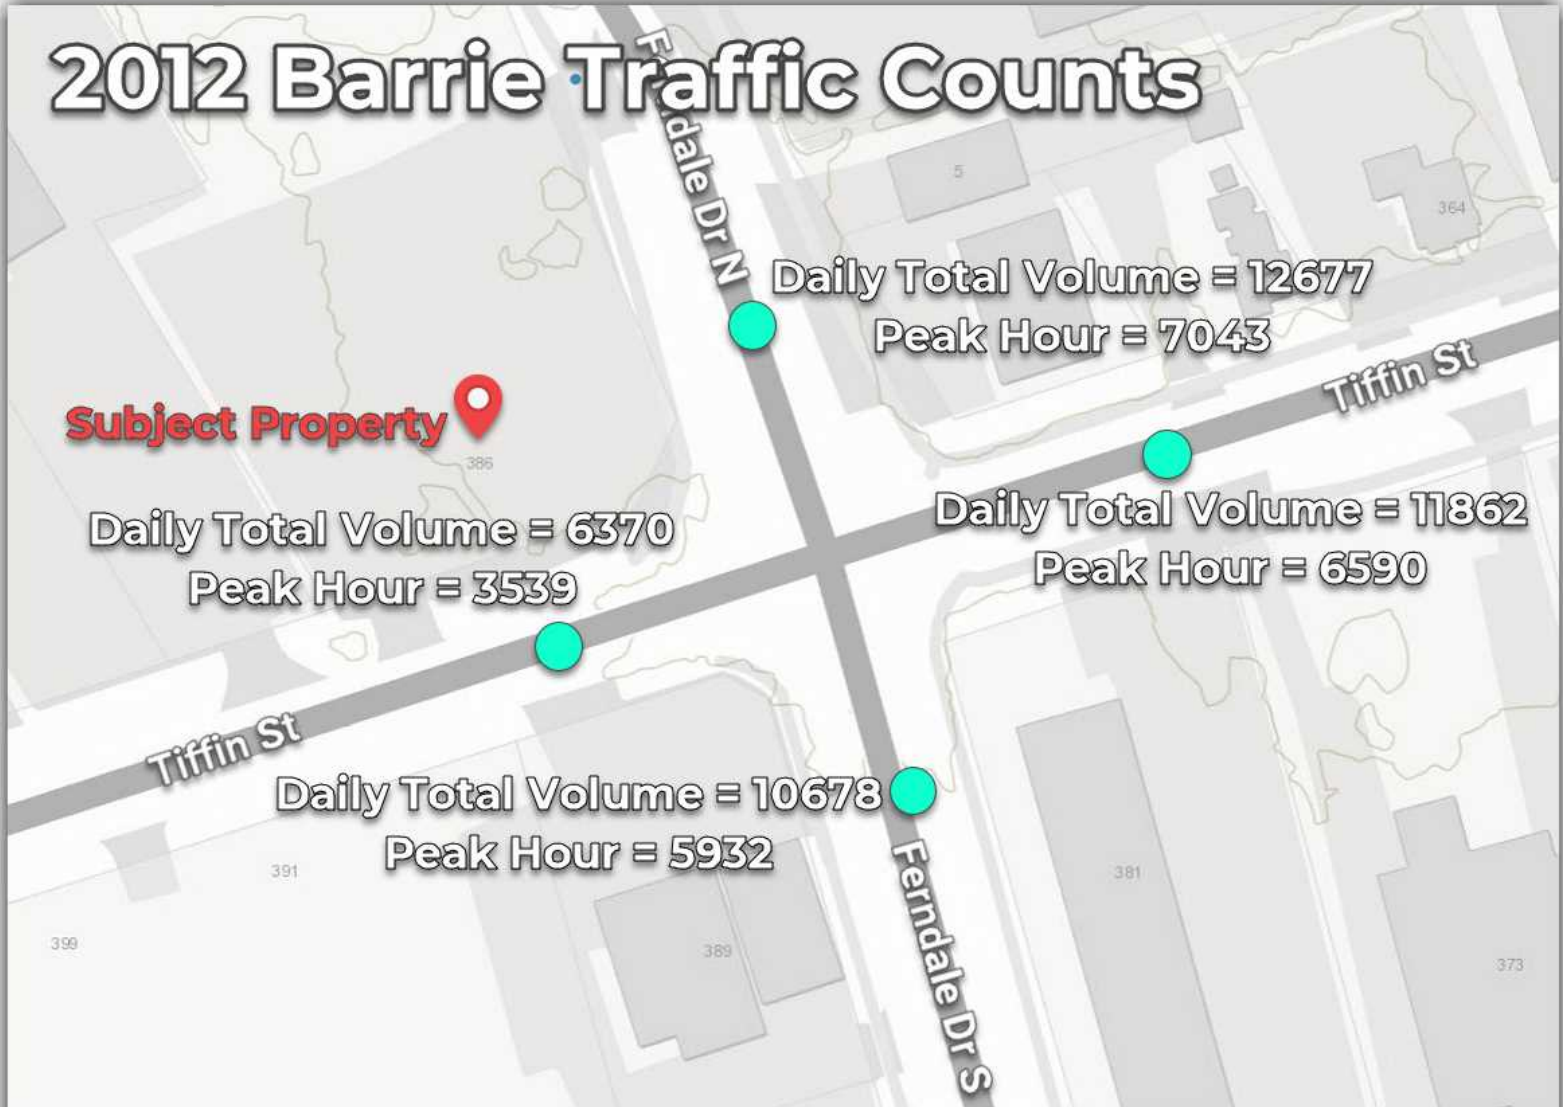 2012 Barrie Traffic Counts
Ferndale Dr N
5
364
Daily Total Volume = 12677
Peak Hour = 7043
Tiffin St
Subject Property
386
Daily Total Volume = 6370
Peak Hour = 3539
Daily Total Volume = 11862
Peak Hour = 6590
Tiffin St
Daily Total Volume = 10678
Peak Hour = 5932
Ferndale Dr S
391
381
399
389
373